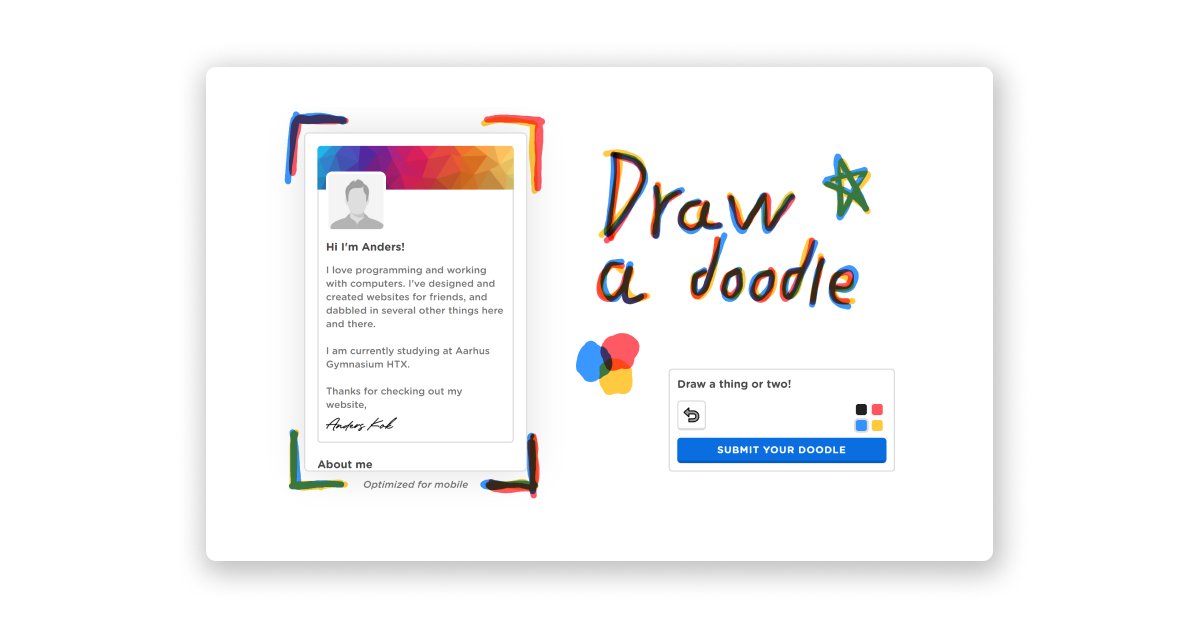 Hi I'm Anders!
I love programming and working
with computers. I've designed and
created websites for friends, and
dabbled in several other things here
and there.
I am currently studying at Aarhus
Gymnasium HTX.
Thanks for checking out my
website,
Anders Kok
About me
Optimized for mobile
Draw
a doodle
Draw a thing or two!
SUBMIT YOUR DOODLE